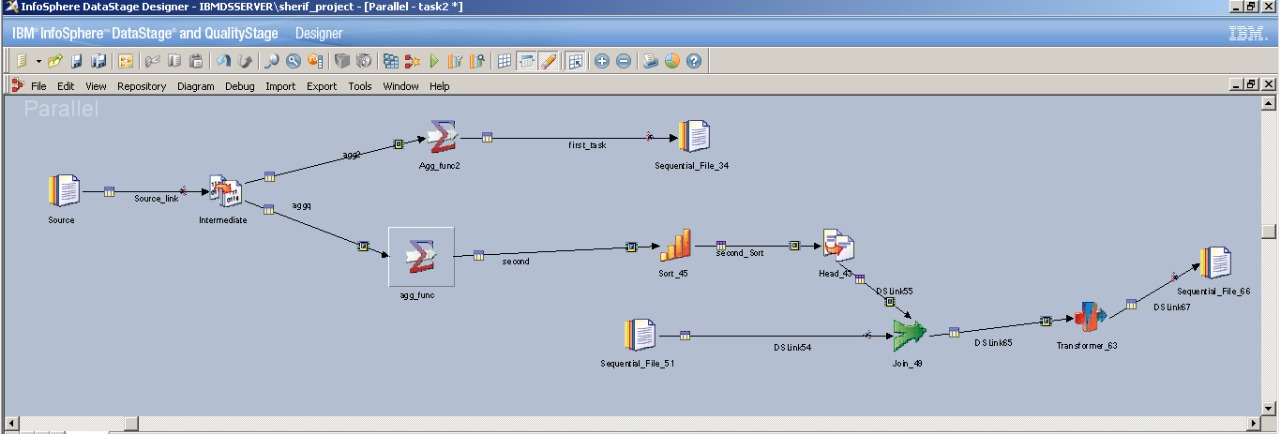 InfoSphere DataStage Designer - IBMDSSERVER\sherif_project - [Parallel - task2 *]
IBM® InfoSphere™ DataStage® and QualityStage Designer
IBM.
File Edit View Repository Diagram Debug Import Export Tools Window Help
Parallel
agg2
Agg_func2
first_task
Sequential_File_34
Source
Source_link
Intermediate
aggq
agg_func
second
Sort_45
second_Sort
Head_43
DSLink55
Sequential_File_66
DSLink67
Sequential_File_51
DSLink54
Join_49
DSLink65
Transformer_63